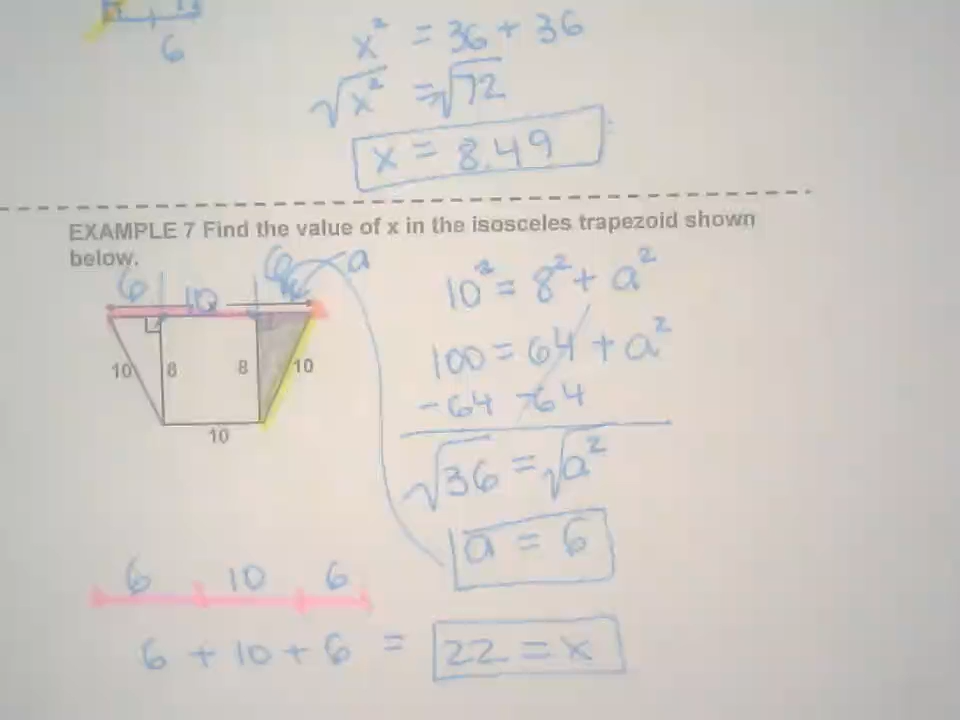 6
x² = 36 + 36
√x² = √72
x = 8.49
EXAMPLE 7 Find the value of x in the isosceles trapezoid shown
below.
6 10 6 a
10 8 8 10
10
10² = 8² + a²
100 = 64 + a²
-64 -64
√36 = √a²
a = 6
6 10 6
6 + 10 + 6 = 22 = x